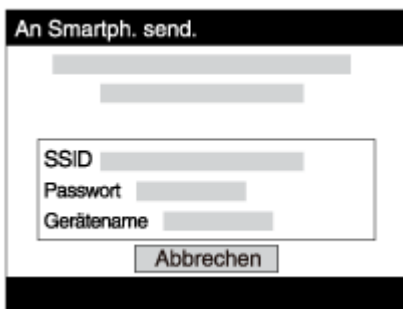 An Smartph. send.
SSID
Passwort
Gerätename
Abbrechen